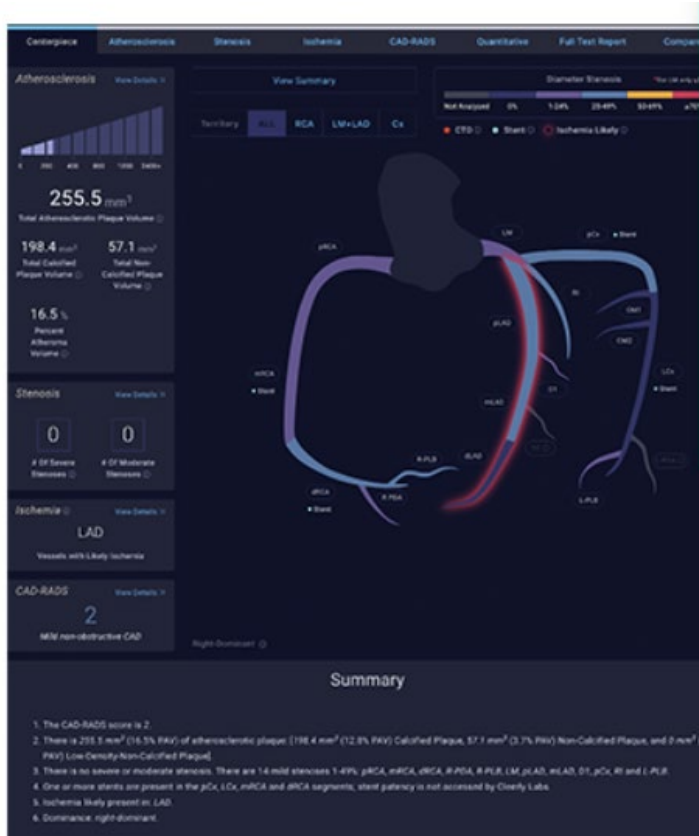 Centerpiece Atherosclerosis Stenosis Ischemia CAD-RADS Quantitative Full Text Report
Atherosclerosis View Details
View Summary
Diameter Stenosis
Not Analyzed 0% 1-24% 25-49% 50-69%
CTO Stent Ischemia Likely
Territory ALL RCA LM+LAD Cx
0 200 400
255.5 mm³
Total Atherosclerotic Plaque Volume
198.4 mm³
Total Calcified Plaque Volume
57.1 mm³
Total Non-Calcified Plaque Volume
16.5 %
Percent Atheroma Volume
LM
pCx Stent
pRCA
RI
OM1
pLAD
OM2
LCx
Stent
mRCA
Stent
D1
mLAD
R-PLB
dLAD
dRCA
Stent
R-PDA
L-PLB
Stenosis View Details
0 0
# Of Severe Stenoses
# Of Moderate Stenoses
Ischemia View Details
LAD
Vessels with Likely Ischemia
CAD-RADS View Details
2
Mild non-obstructive CAD
Right-Dominant
Summary
1. The CAD-RADS score is 2.
2. There is 255.5 mm³ (16.5% PAV) of atherosclerotic plaque: [198.4 mm³ (12.8% PAV) Calcified Plaque, 57.1 mm³ (3.7% PAV) Non-Calcified Plaque, and 0 mm³
PAV) Low-Density-Non-Calcified Plaque].
3. There is no severe or moderate stenosis. There are 14 mild stenoses 1-49%: pRCA, mRCA, dRCA, R-PDA, R-PLB, LM, pLAD, mLAD, D1, pCx, RI and L-PLB.
4. One or more stents are present in the pCx, LCx, mRCA and dRCA segments; stent patency is not accessed by Cleerly Labs.
5. Ischemia likely present in: LAD.
6. Dominance: right-dominant.